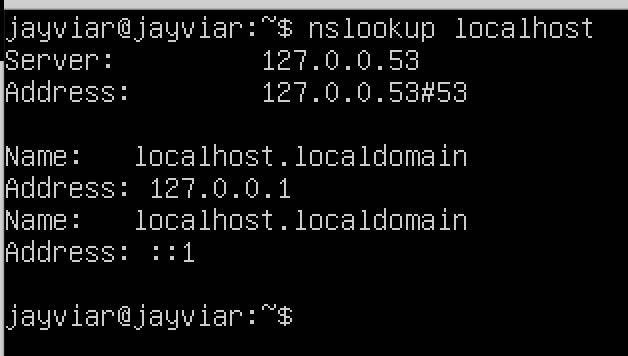 jayviar@jayviar:~$ nslookup localhost
Server:         127.0.0.53
Address:        127.0.0.53#53

Name:   localhost.localdomain
Address: 127.0.0.1
Name:   localhost.localdomain
Address: ::1

jayviar@jayviar:~$